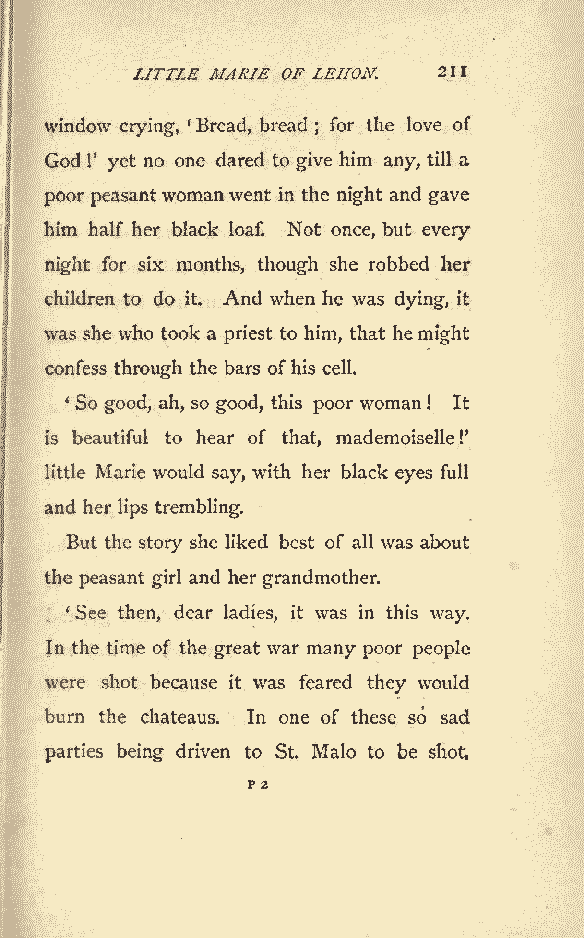 LITTLE MARIE OF LEHON. 211
window crying, ‘Bread, bread ; for the love of
God !’ yet no one dared to give him any, till a
poor peasant woman went in the night and gave
him half her black loaf. Not once, but every
night for six months, though she robbed her
children to do it. And when he was dying, it
was she who took a priest to him, that he might
confess through the bars of his cell.
‘So good, ah, so good, this poor woman ! It
is beautiful to hear of that, mademoiselle !’
little Marie would say, with her black eyes full
and her lips trembling.
But the story she liked best of all was about
the peasant girl and her grandmother.
‘See then, dear ladies, it was in this way.
In the time of the great war many poor people
were shot because it was feared they would
burn the chateaus. In one of these so sad
parties being driven to St. Malo to be shot,
P 2